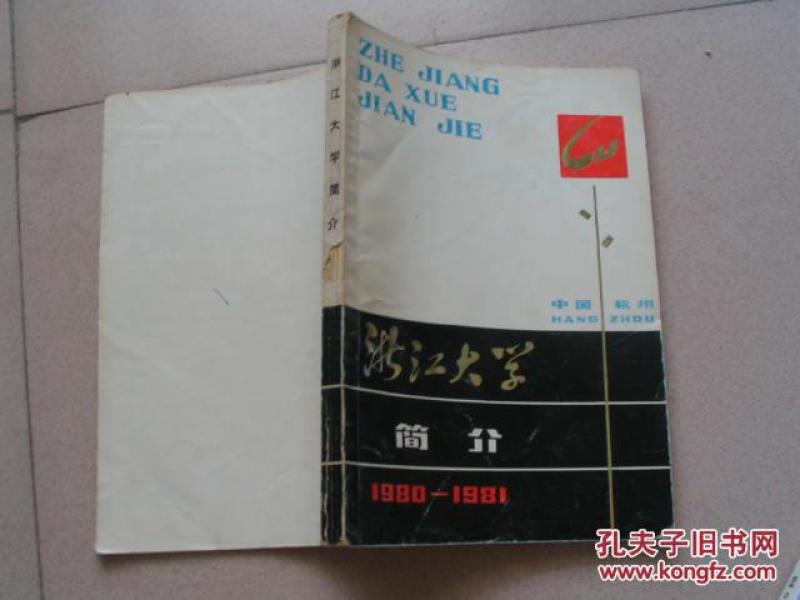 浙江大学简介
ZHE JIANG
DA XUE
JIAN JIE
中国 杭州
HANG ZHOU
浙江大学
简介
1980-1981
孔夫子旧书网
www.kongfz.com